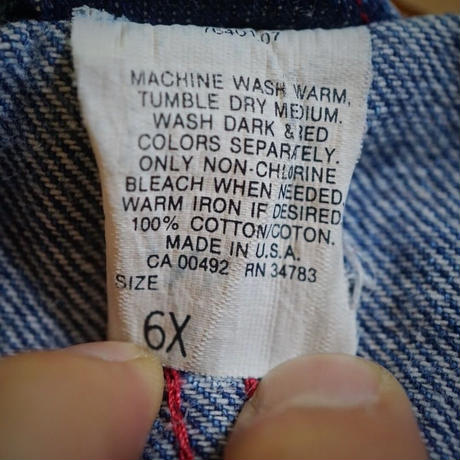 MACHINE WASH WARM,
TUMBLE DRY MEDIUM.
WASH DARK & RED
COLORS SEPARATELY.
ONLY NON-CHLORINE
BLEACH WHEN NEEDED.
WARM IRON IF DESIRED.
100% COTTON/COTON.
MADE IN U.S.A.
CA 00492 RN 34783
SIZE
6X